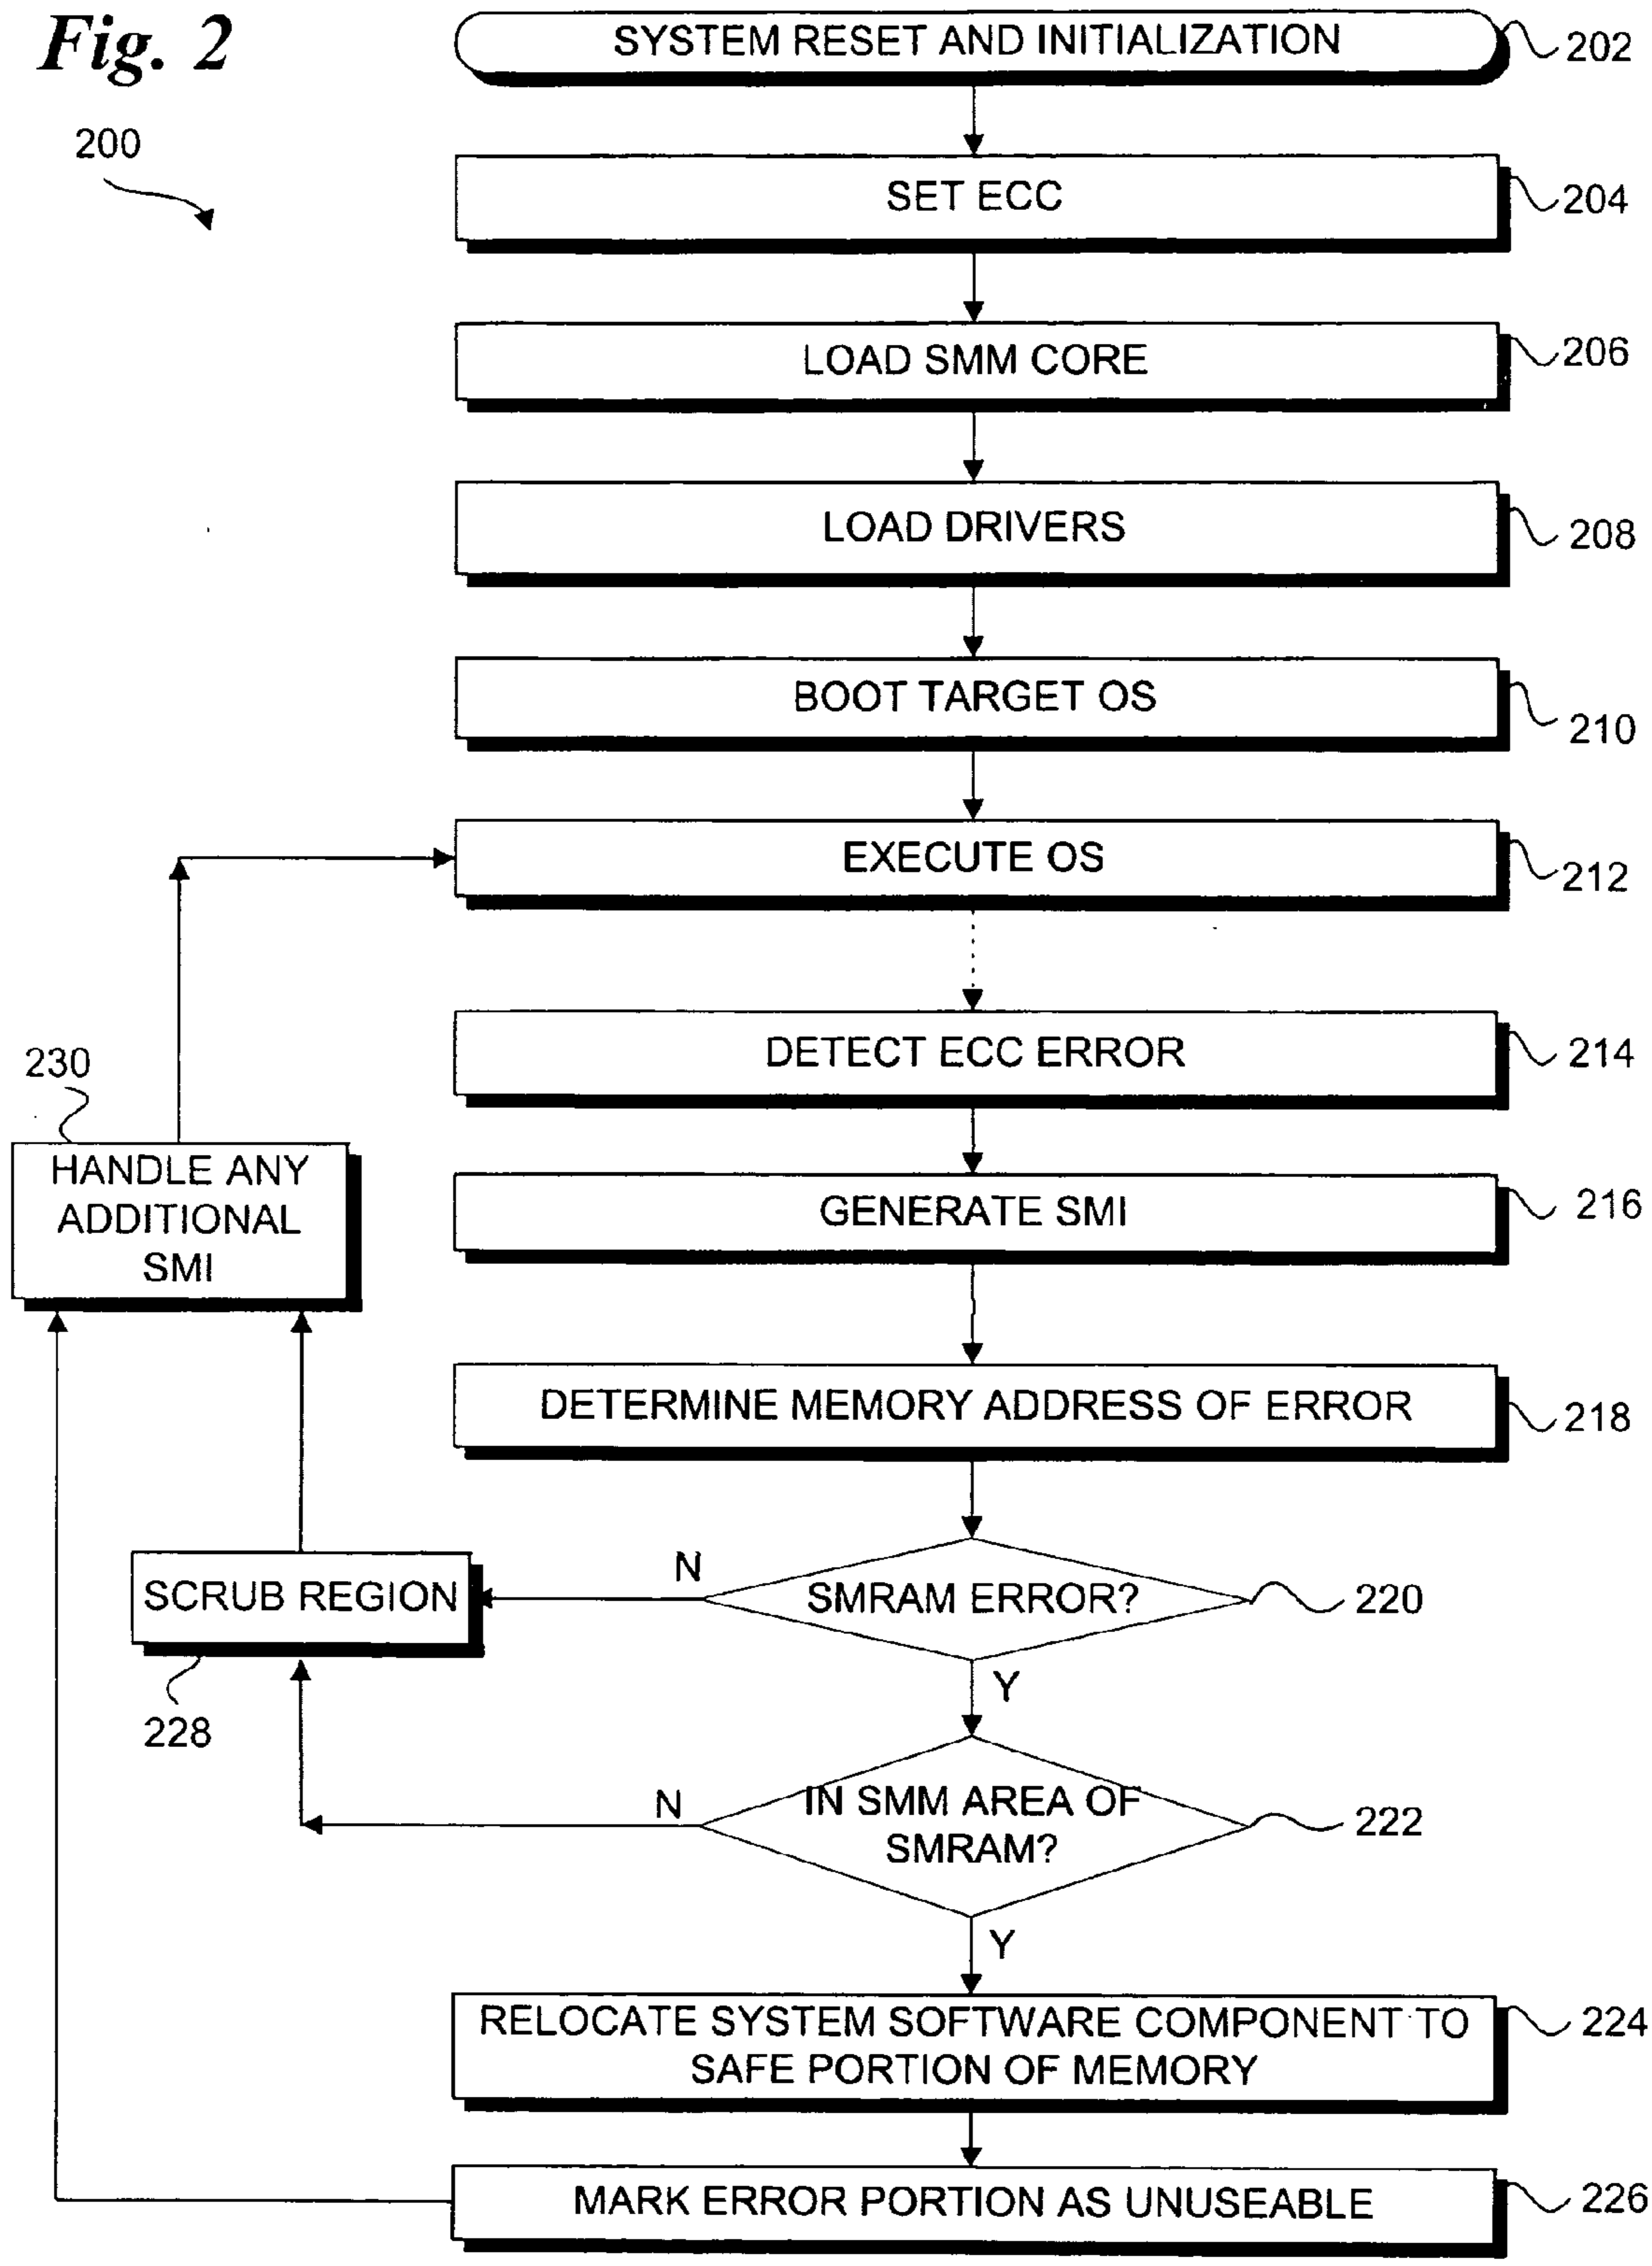 Fig. 2
200
SYSTEM RESET AND INITIALIZATION
202
SET ECC
204
LOAD SMM CORE
206
LOAD DRIVERS
208
BOOT TARGET OS
210
EXECUTE OS
212
DETECT ECC ERROR
214
230
HANDLE ANY
ADDITIONAL
SMI
GENERATE SMI
216
DETERMINE MEMORY ADDRESS OF ERROR
218
SCRUB REGION
228
N
SMRAM ERROR?
220
Y
N
IN SMM AREA OF
SMRAM?
222
Y
RELOCATE SYSTEM SOFTWARE COMPONENT TO
SAFE PORTION OF MEMORY
224
MARK ERROR PORTION AS UNUSEABLE
226